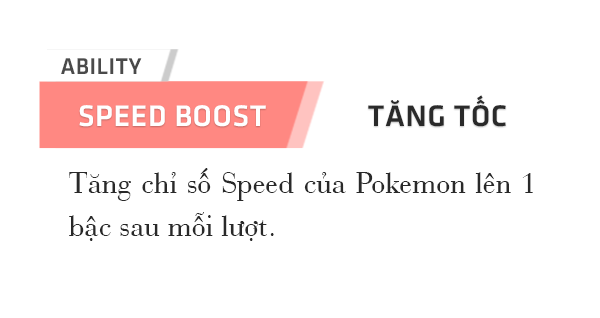 ABILITY
SPEED BOOST
TĂNG TỐC
Tăng chỉ số Speed của Pokemon lên 1
bậc sau mỗi lượt.